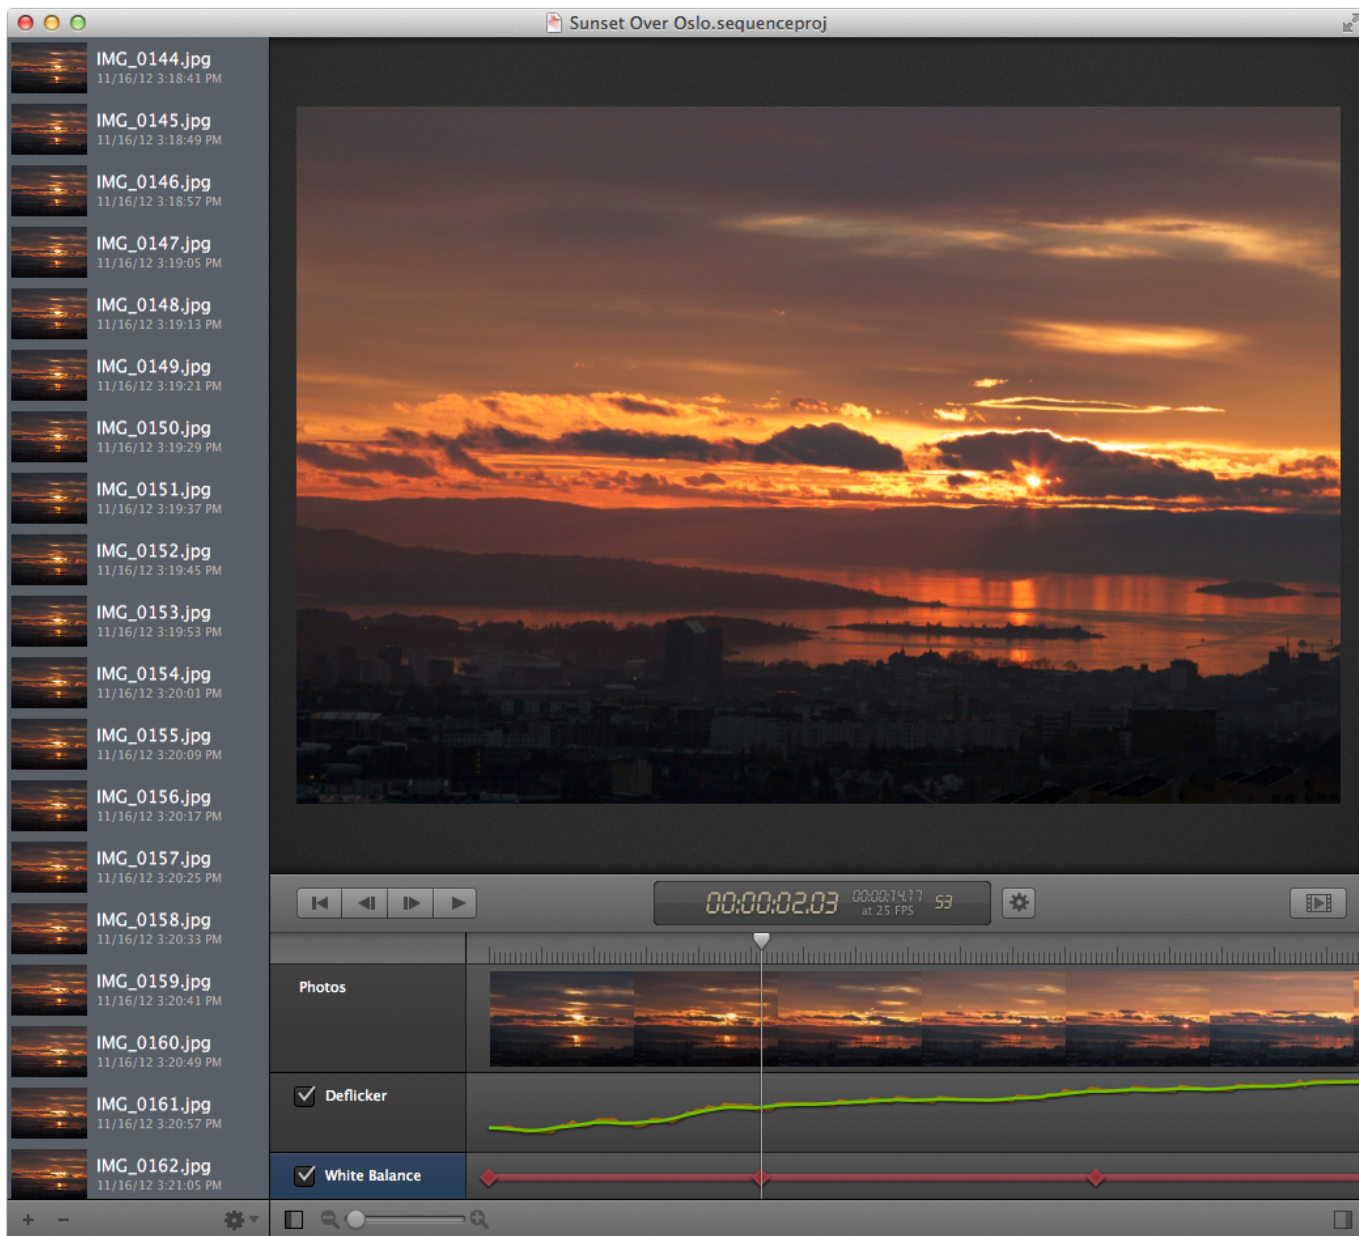 Sunset Over Oslo.sequenceproj
IMG_0144.jpg
11/16/12 3:18:41 PM
IMG_0145.jpg
11/16/12 3:18:49 PM
IMG_0146.jpg
11/16/12 3:18:57 PM
IMG_0147.jpg
11/16/12 3:19:05 PM
IMG_0148.jpg
11/16/12 3:19:13 PM
IMG_0149.jpg
11/16/12 3:19:21 PM
IMG_0150.jpg
11/16/12 3:19:29 PM
IMG_0151.jpg
11/16/12 3:19:37 PM
IMG_0152.jpg
11/16/12 3:19:45 PM
IMG_0153.jpg
11/16/12 3:19:53 PM
IMG_0154.jpg
11/16/12 3:20:01 PM
IMG_0155.jpg
11/16/12 3:20:09 PM
IMG_0156.jpg
11/16/12 3:20:17 PM
IMG_0157.jpg
11/16/12 3:20:25 PM
IMG_0158.jpg
11/16/12 3:20:33 PM
IMG_0159.jpg
11/16/12 3:20:41 PM
IMG_0160.jpg
11/16/12 3:20:49 PM
IMG_0161.jpg
11/16/12 3:20:57 PM
IMG_0162.jpg
11/16/12 3:21:05 PM
00:00:02.03
00:00:14.17
at 25 FPS
53
Photos
Deflicker
White Balance